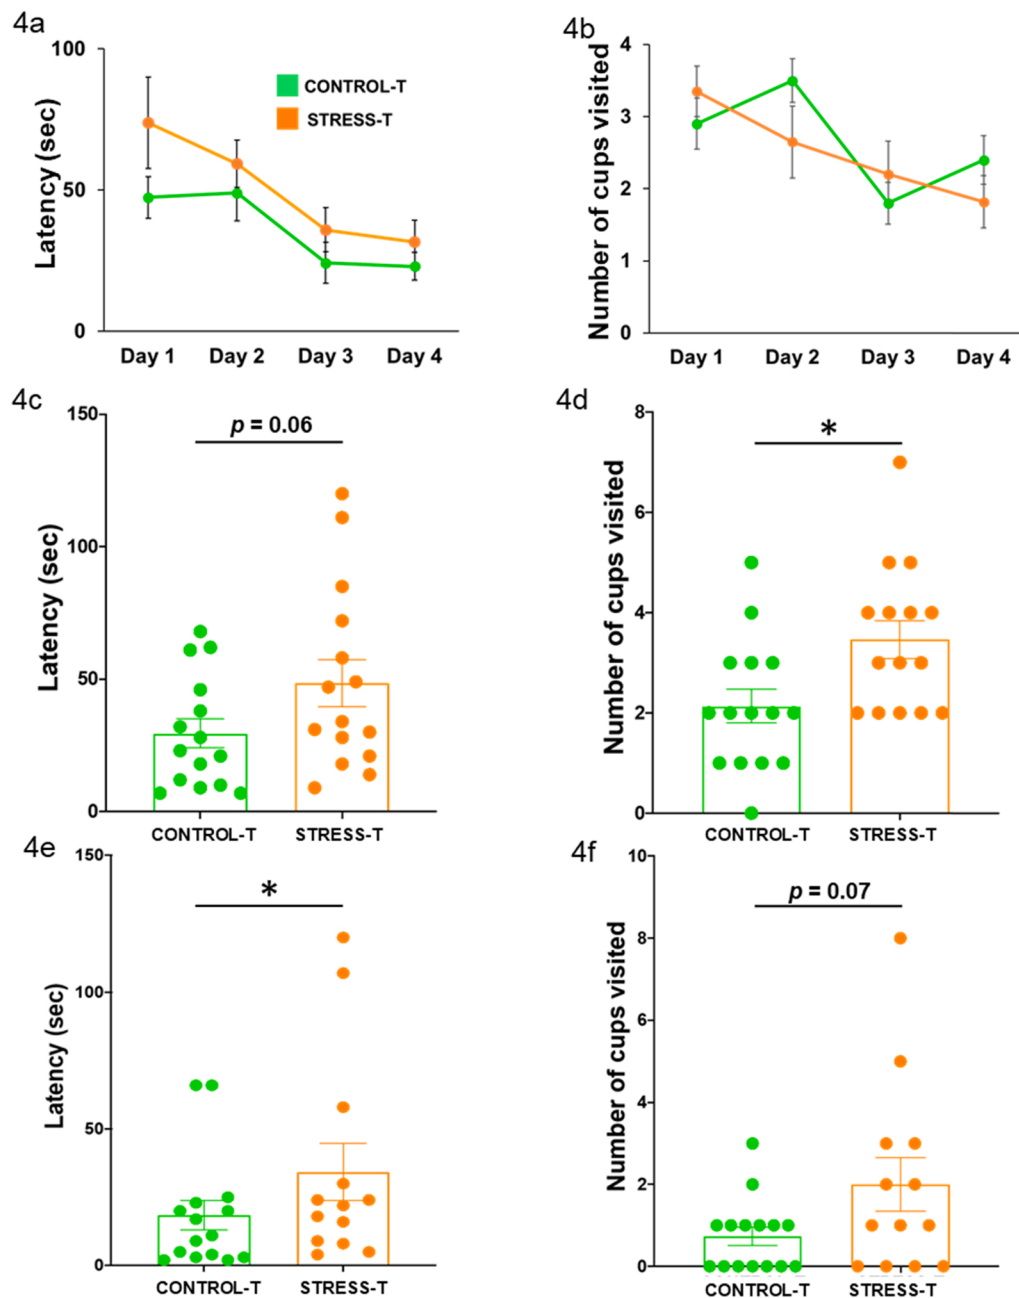 4a
100
50
0
Latency (sec)
CONTROL-T
STRESS-T
Day 1 Day 2 Day 3 Day 4
4b
4
3
2
1
0
Number of cups visited
Day 1 Day 2 Day 3 Day 4
4c
150
100
50
0
Latency (sec)
p = 0.06
CONTROL-T STRESS-T
4d
8
6
4
2
0
Number of cups visited
*
CONTROL-T STRESS-T
4e
150
100
50
0
Latency (sec)
*
CONTROL-T STRESS-T
4f
10
8
6
4
2
0
Number of cups visited
p = 0.07
CONTROL-T STRESS-T